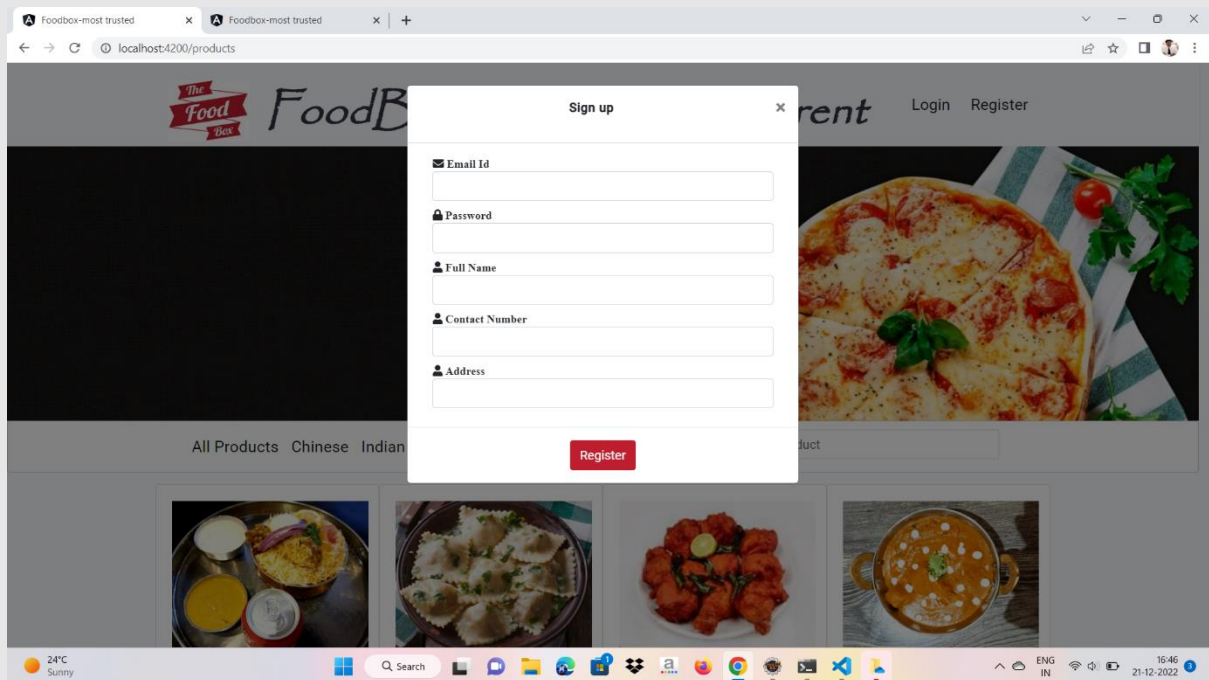 Foodbox-most trusted
Foodbox-most trusted
localhost:4200/products
The
Food
Box
FoodB
rent
Login Register
Sign up
Email Id
Password
Full Name
Contact Number
Address
Register
All Products Chinese Indian
duct
24°C
Sunny
Search
a
ENG
IN
16:46
21-12-2022
3
1